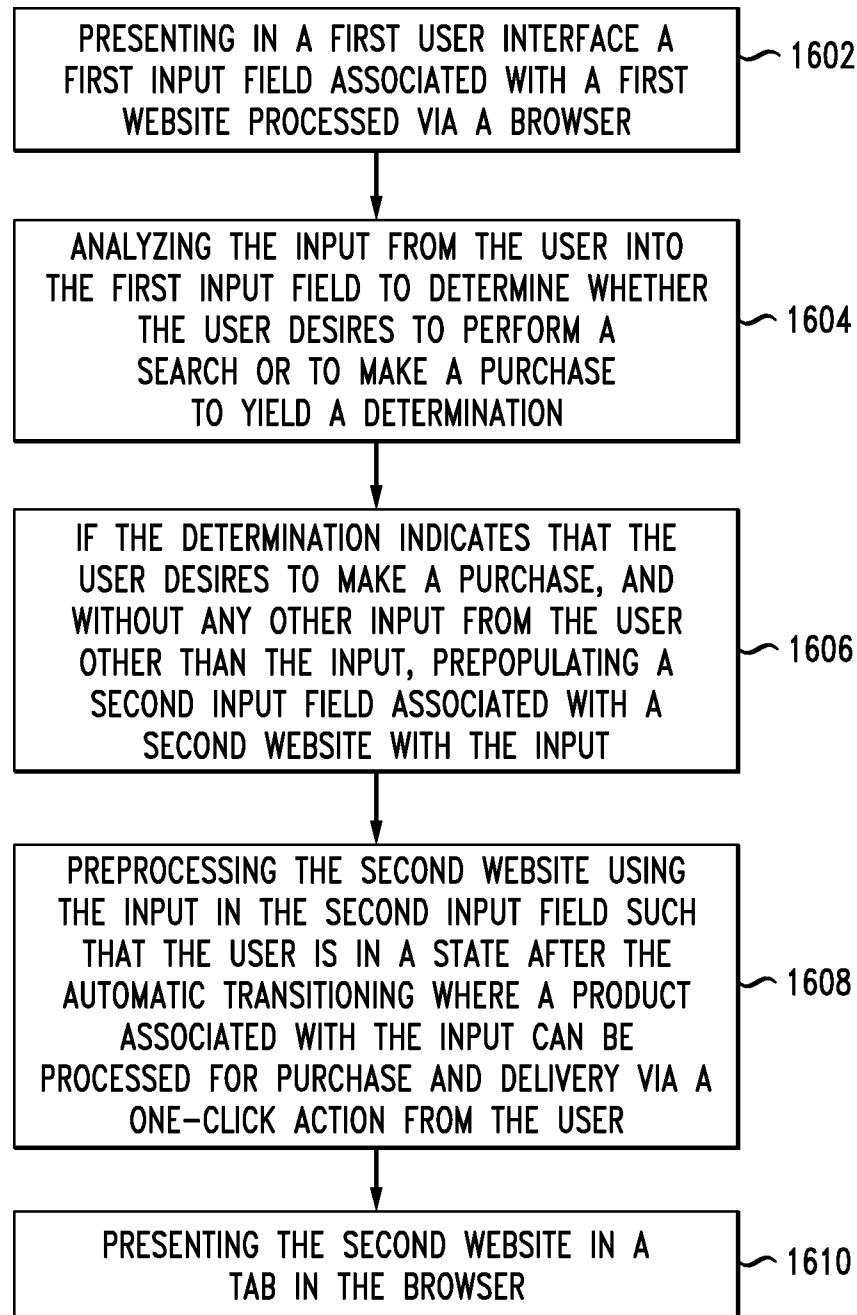 PRESENTING IN A FIRST USER INTERFACE A
FIRST INPUT FIELD ASSOCIATED WITH A FIRST
WEBSITE PROCESSED VIA A BROWSER
1602
ANALYZING THE INPUT FROM THE USER INTO
THE FIRST INPUT FIELD TO DETERMINE WHETHER
THE USER DESIRES TO PERFORM A
SEARCH OR TO MAKE A PURCHASE
TO YIELD A DETERMINATION
1604
IF THE DETERMINATION INDICATES THAT THE
USER DESIRES TO MAKE A PURCHASE, AND
WITHOUT ANY OTHER INPUT FROM THE USER
OTHER THAN THE INPUT, PREPOPULATING A
SECOND INPUT FIELD ASSOCIATED WITH A
SECOND WEBSITE WITH THE INPUT
1606
PREPROCESSING THE SECOND WEBSITE USING
THE INPUT IN THE SECOND INPUT FIELD SUCH
THAT THE USER IS IN A STATE AFTER THE
AUTOMATIC TRANSITIONING WHERE A PRODUCT
ASSOCIATED WITH THE INPUT CAN BE
PROCESSED FOR PURCHASE AND DELIVERY VIA A
ONE-CLICK ACTION FROM THE USER
1608
PRESENTING THE SECOND WEBSITE IN A
TAB IN THE BROWSER
1610